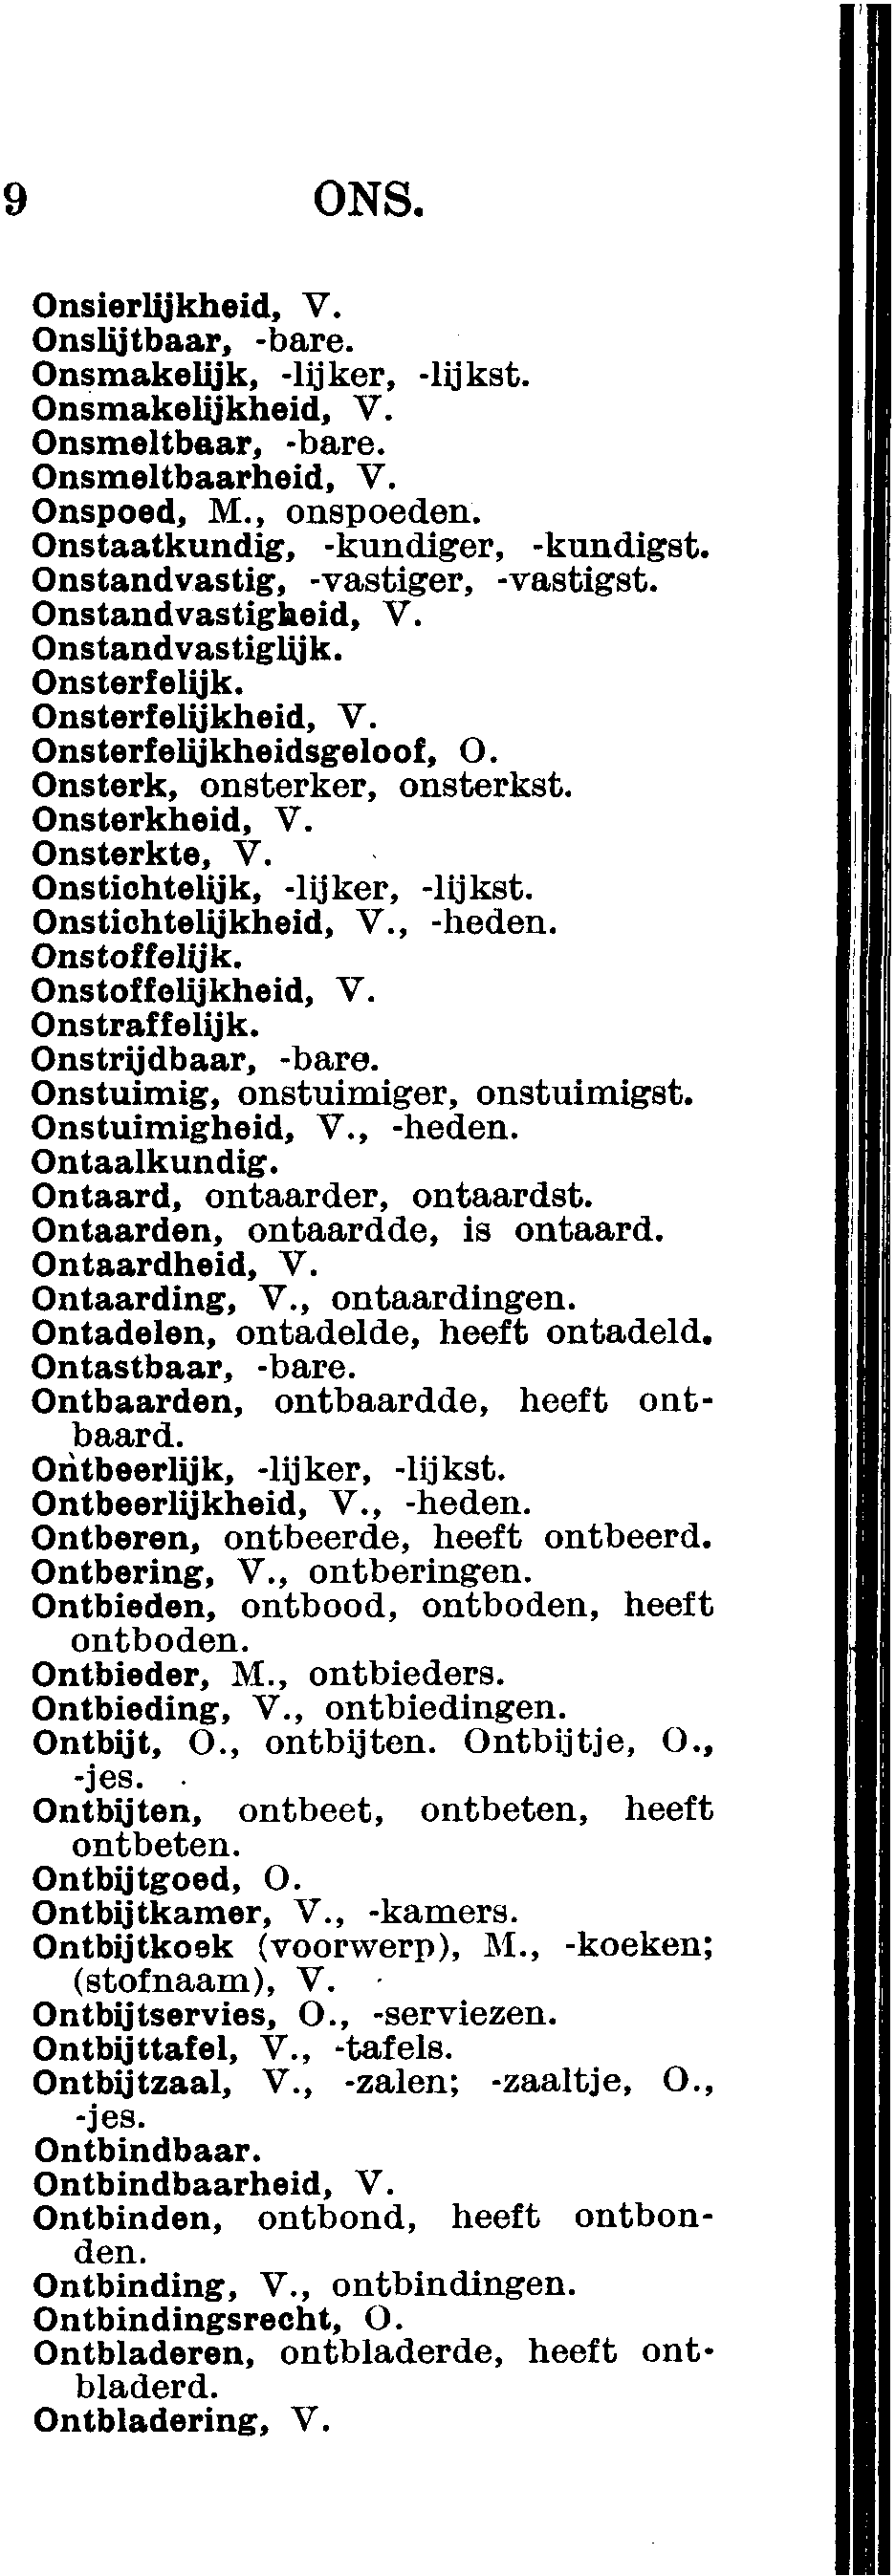 9 ONS.
Onsierlijkheid, V.
Onslijtbaar, -bare.
Onsmakelijk, -lijker, -lijkst.
Onsmakelijkheid, V.
Onsmeltbaar, -bare.
Onsmeltbaarheid, V.
Onspoed, M., onspoeden.
Onstaatkundig, -kundiger, -kundigst.
Onstandvastig, -vastiger, -vastigst.
Onstandvastigheid, V.
Onstandvastiglijk.
Onsterfelijk.
Onsterfelijkheid, V.
Onsterfelijkheidsgeloof, O.
Onsterk, onsterker, onsterkst.
Onsterkheid, V.
Onsterkte, V.
Onstichtelijk, -lijker, -lijkst.
Onstichtelijkheid, V., -heden.
Onstoffelijk.
Onstoffelijkheid, V.
Onstraffelijk.
Onstrijdbaar, -bare.
Onstuimig, onstuimiger, onstuimigst.
Onstuimigheid, V., -heden.
Ontaalkundig.
Ontaard, ontaarder, ontaardst.
Ontaarden, ontaardde, is ontaard.
Ontaardheid, V.
Ontaarding, V., ontaardingen.
Ontadelen, ontadelde, heeft ontadeld.
Ontastbaar, -bare.
Ontbaarden, ontbaardde, heeft ont-
baard.
Ontbeerlijk, -lijker, -lijkst.
Ontbeerlijkheid, V., -heden.
Ontberen, ontbeerde, heeft ontbeerd.
Ontbering, V., ontberingen.
Ontbieden, ontbood, ontboden, heeft
ontboden.
Ontbieder, M., ontbieders.
Ontbieding, V., ontbiedingen.
Ontbijt, O., ontbijten. Ontbijtje, O.,
-jes.
Ontbijten, ontbeet, ontbeten, heeft
ontbeten.
Ontbijtgoed, O.
Ontbijtkamer, V., -kamers.
Ontbijtkoek (voorwerp), M., -koeken;
(stofnaam), V.
Ontbijtservies, O., -serviezen.
Ontbijttafel, V., -tafels.
Ontbijtzaal, V., -zalen; -zaaltje, O.,
-jes.
Ontbindbaar.
Ontbindbaarheid, V.
Ontbinden, ontbond, heeft ontbon-
den.
Ontbinding, V., ontbindingen.
Ontbindingsrecht, O.
Ontbladeren, ontbladerde, heeft ont-
bladerd.
Ontbladering, V.